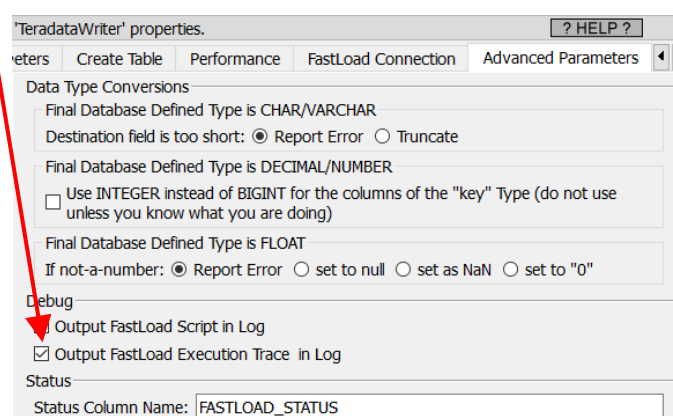 'TeradataWriter' properties.
? HELP ?
Create Table
Performance
FastLoad Connection
Advanced Parameters
Data Type Conversions
Final Database Defined Type is CHAR/VARCHAR
Destination field is too short: Report Error Truncate
Final Database Defined Type is DECIMAL/NUMBER
Use INTEGER instead of BIGINT for the columns of the "key" Type (do not use
unless you know what you are doing)
Final Database Defined Type is FLOAT
If not-a-number: Report Error set to null set as NaN set to "0"
Debug
Output FastLoad Script in Log
Output FastLoad Execution Trace in Log
Status
Status Column Name: FASTLOAD_STATUS